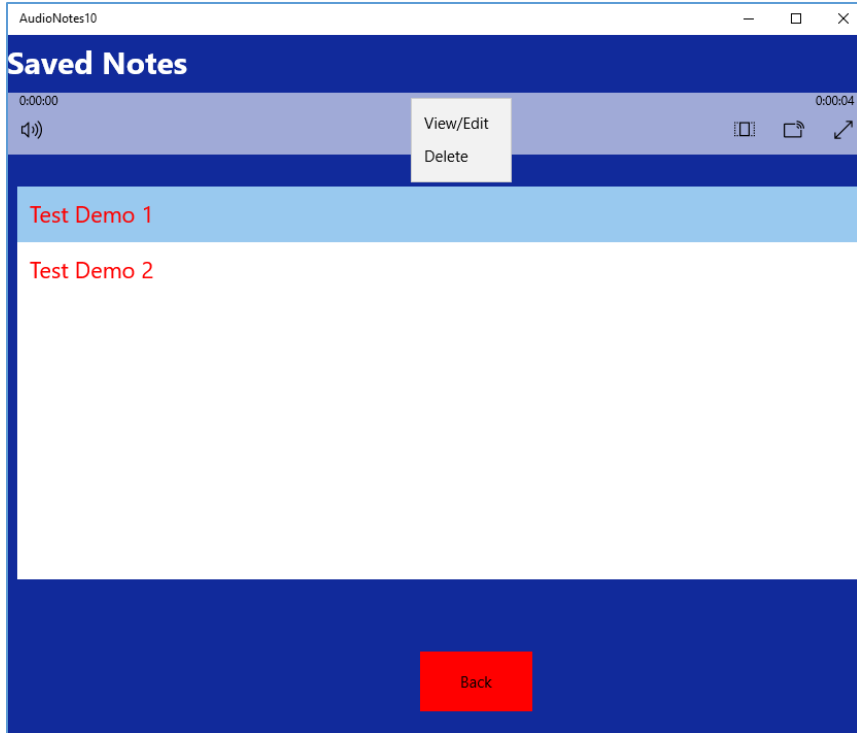 AudioNotes10
Saved Notes
0:00:00
0:00:04
View/Edit
Delete
Test Demo 1
Test Demo 2
Back